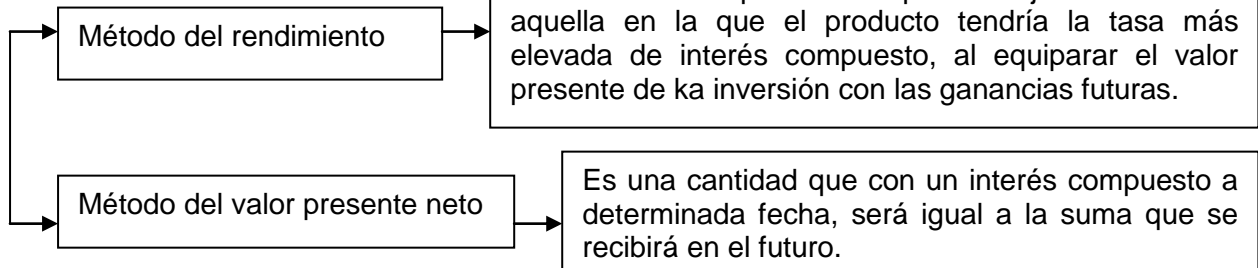 Método del rendimiento
aquella en la que el producto tendría la tasa más
elevada de interés compuesto, al equiparar el valor
presente de ka inversión con las ganancias futuras.
Método del valor presente neto
Es una cantidad que con un interés compuesto a
determinada fecha, será igual a la suma que se
recibirá en el futuro.